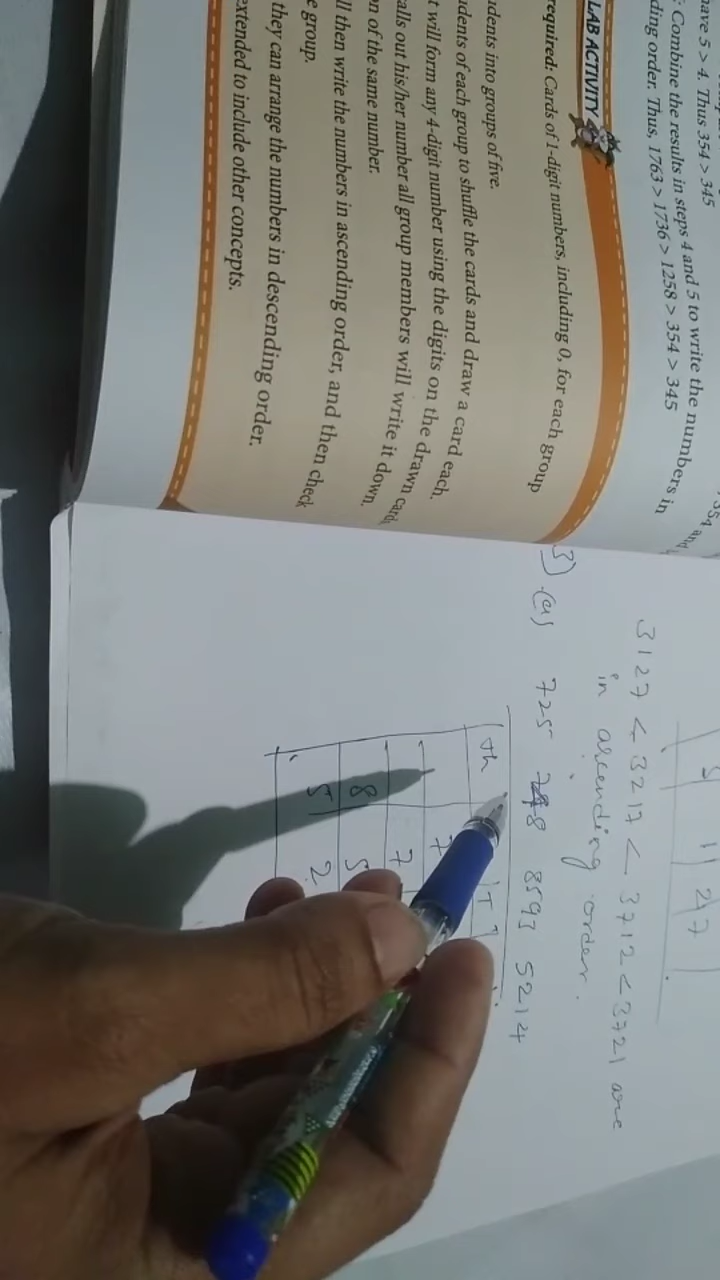 have 5 > 4. Thus 354 > 345
: Combine the results in steps 4 and 5 to write the numbers in
ding order. Thus, 1763 > 1736 > 1258 > 354 > 345
LAB ACTIVITY
required: Cards of 1-digit numbers, including 0, for each group
udents into groups of five.
udents of each group to shuffle the cards and draw a card each.
t will form any 4-digit number using the digits on the drawn card
alls out his/her number all group members will write it down.
on of the same number.
ll then write the numbers in ascending order, and then check
e group.
they can arrange the numbers in descending order.
extended to include other concepts.
1 2 7
3127 < 3217 < 3712 < 3721 are
in ascending order.
3) (a) 725 8593 5214
Th T
7
7
8 5
5 2